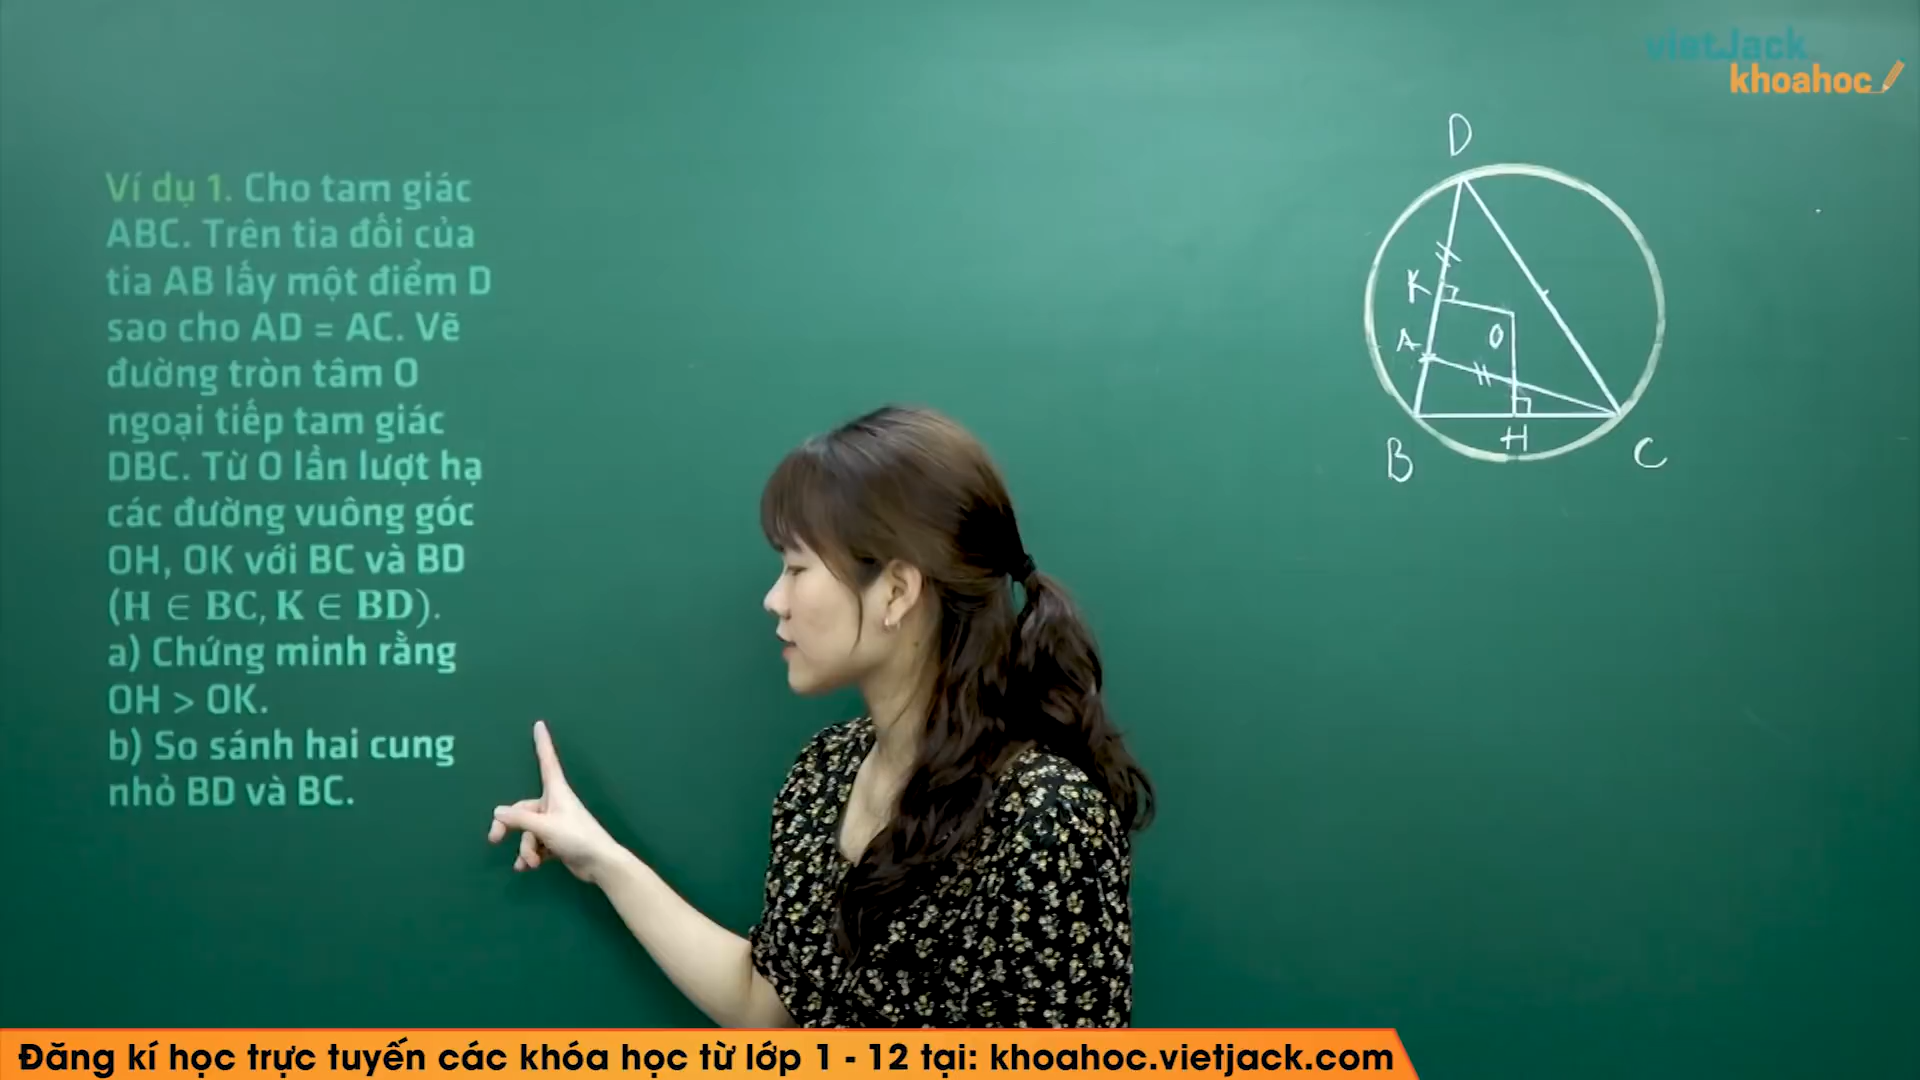 vietJack
khoahoc
Ví dụ 1. Cho tam giác
ABC. Trên tia đối của
tia AB lấy một điểm D
sao cho AD = AC. Vẽ
đường tròn tâm O
ngoại tiếp tam giác
DBC. Từ O lần lượt hạ
các đường vuông góc
OH, OK với BC và BD
(H ∈ BC, K ∈ BD).
a) Chứng minh rằng
OH > OK.
b) So sánh hai cung
nhỏ BD và BC.
D
K
O
A
H
B
C
Đăng kí học trực tuyến các khóa học từ lớp 1 - 12 tại: khoahoc.vietjack.com